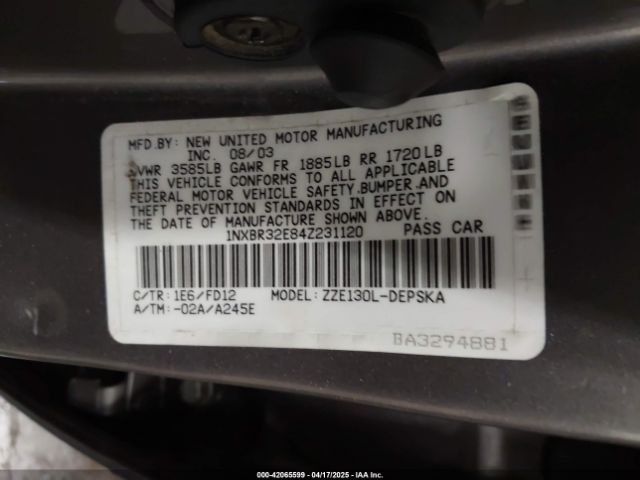 MFD.BY: NEW UNITED MOTOR MANUFACTURING
INC. 08/03
GVWR 3585LB GAWR FR 1885LB RR 1720LB
THIS VEHICLE CONFORMS TO ALL APPLICABLE
FEDERAL MOTOR VEHICLE SAFETY,BUMPER,AND
THEFT PREVENTION STANDARDS IN EFFECT ON
THE DATE OF MANUFACTURE SHOWN ABOVE.
1NXBR32E84Z231120 PASS CAR
C/TR: 1E6/FD12 MODEL: ZZE130L-DEPSKA
A/TM: -02A/A245E
BA3294881
000-42065599 - 04/17/2025 - IAA Inc.